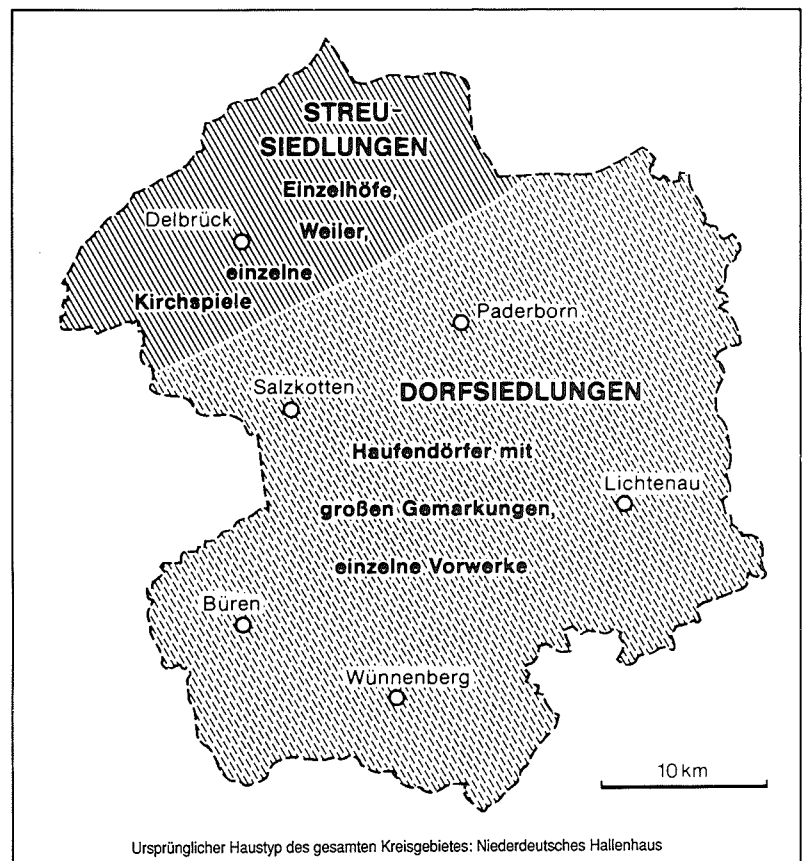 STREU-
SIEDLUNGEN
Einzelhöfe,
Delbrück
Weiler,
einzelne
Kirchspiele
Paderborn
Salzkotten
DORFSIEDLUNGEN
Haufendörfer mit
Lichtenau
großen Gemarkungen,
einzelne Vorwerke
Büren
Wünnenberg
10 km
Ursprünglicher Haustyp des gesamten Kreisgebietes: Niederdeutsches Hallenhaus